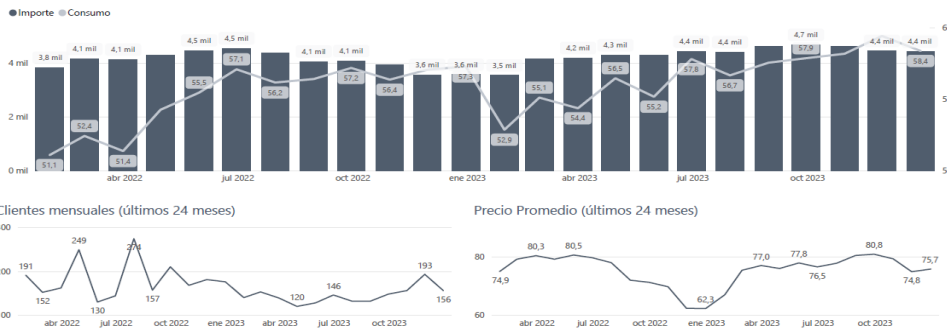 Importe Consumo
3,8 mil 4,1 mil 4,1 mil 4,5 mil 4,5 mil 4,1 mil 4,1 mil 3,6 mil 3,6 mil 3,5 mil 4,2 mil 4,3 mil 4,4 mil 4,4 mil 4,7 mil 4,4 mil 4,4 mil
51,1 52,4 51,4 55,5 57,1 56,2 57,2 56,4 57,3 52,9 55,1 54,4 56,5 55,2 57,8 56,7 57,9 58,4
4 mil
2 mil
0 mil
abr 2022 jul 2022 oct 2022 ene 2023 abr 2023 jul 2023 oct 2023
Clientes mensuales (últimos 24 meses)
191 152 249 130 274 157 120 146 193 156
abr 2022 jul 2022 oct 2022 ene 2023 abr 2023 jul 2023 oct 2023
Precio Promedio (últimos 24 meses)
80
60
74,9 80,3 80,5 62,3 77,0 77,8 76,5 80,8 74,8 75,7
abr 2022 jul 2022 oct 2022 ene 2023 abr 2023 jul 2023 oct 2023